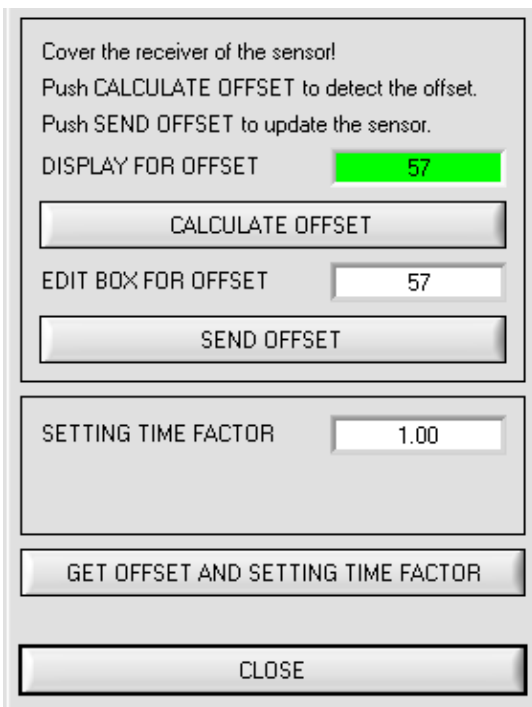 Cover the receiver of the sensor!
Push CALCULATE OFFSET to detect the offset.
Push SEND OFFSET to update the sensor.
DISPLAY FOR OFFSET 57
CALCULATE OFFSET
EDIT BOX FOR OFFSET 57
SEND OFFSET
SETTING TIME FACTOR 1.00
GET OFFSET AND SETTING TIME FACTOR
CLOSE